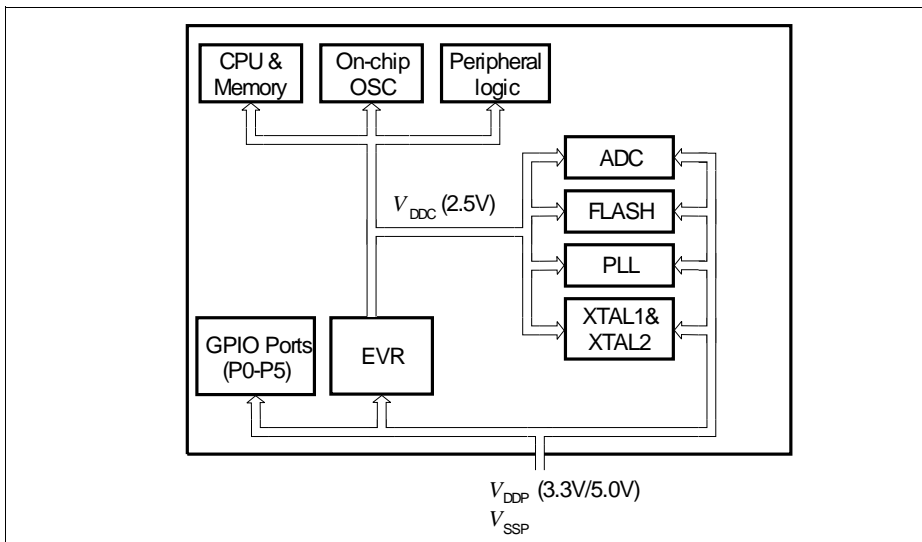 CPU &
Memory
On-chip
OSC
Peripheral
logic
ADC
V DDC (2.5V)
FLASH
PLL
XTAL1&
XTAL2
GPIO Ports
(P0-P5)
EVR
V DDP (3.3V/5.0V)
V SSP